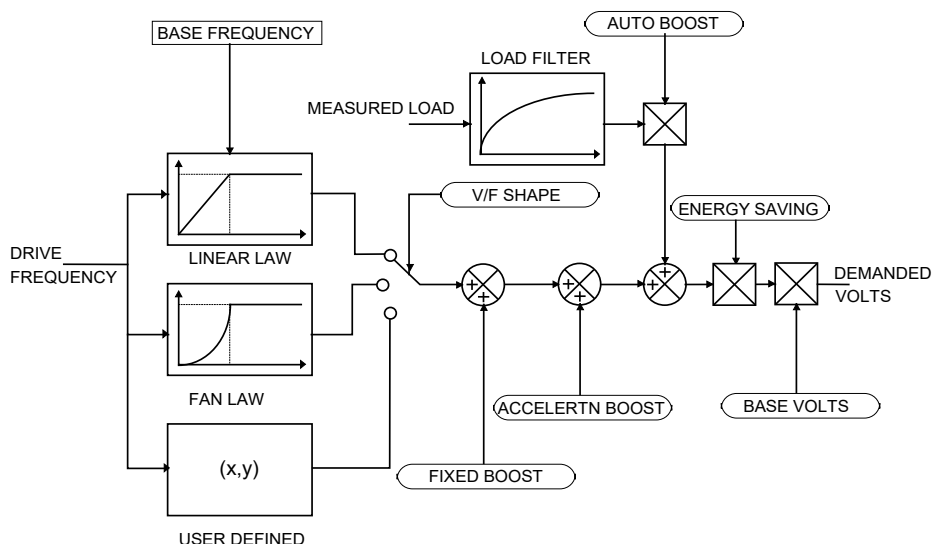 BASE FREQUENCY
AUTO BOOST
LOAD FILTER
MEASURED LOAD
V/F SHAPE
ENERGY SAVING
DRIVE
FREQUENCY
LINEAR LAW
DEMANDED
VOLTS
+
+
+
+
+
+
FAN LAW
ACCELERTN BOOST
BASE VOLTS
(x,y)
FIXED BOOST
USER DEFINED